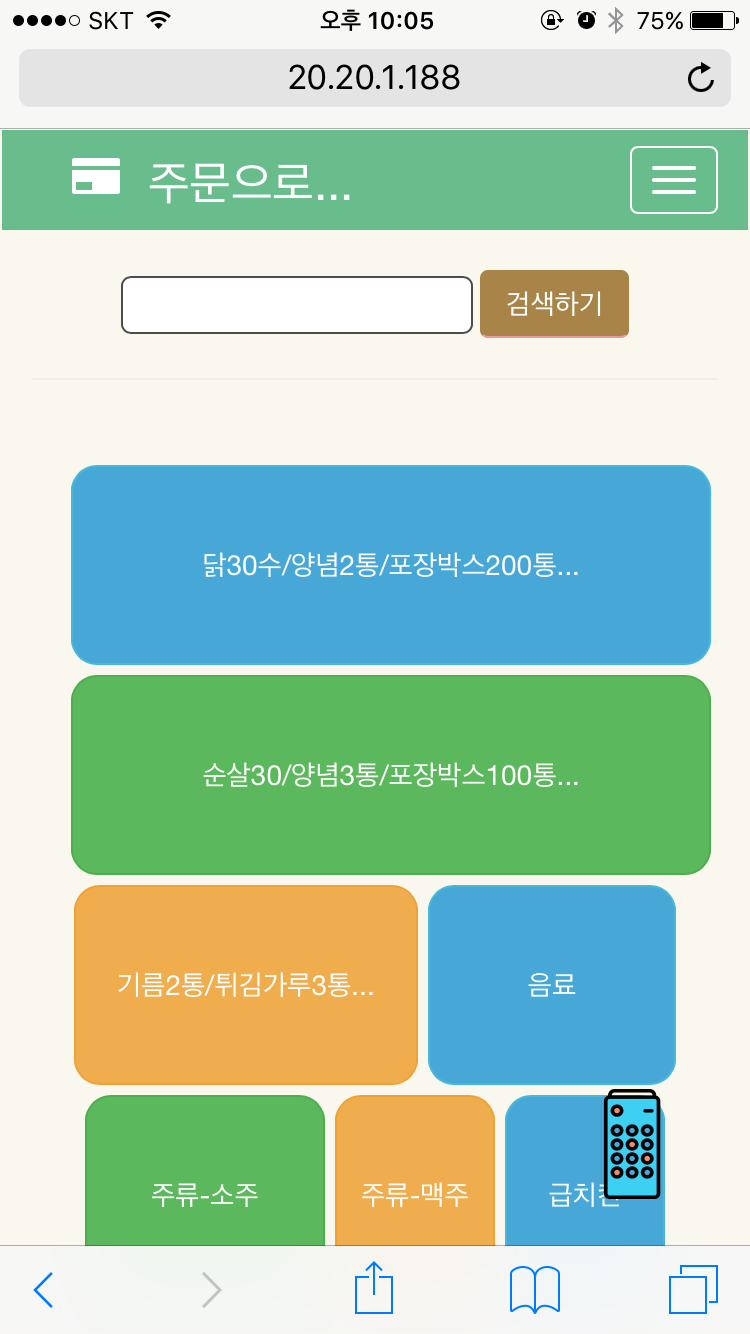 SKT 오후 10:05 75%
20.20.1.188
주문으로...
검색하기
닭30수/양념2통/포장박스200통...
순살30/양념3통/포장박스100통...
기름2통/튀김가루3통...
음료
주류-소주
주류-맥주